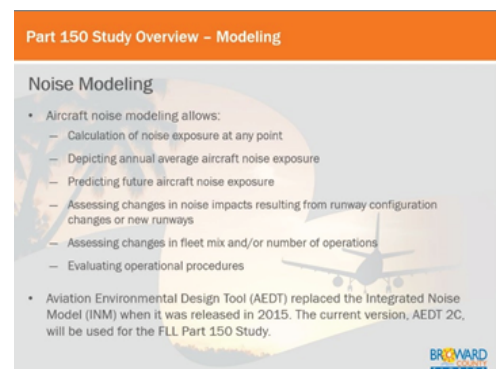 Part 150 Study Overview – Modeling
Noise Modeling
• Aircraft noise modeling allows:
— Calculation of noise exposure at any point
— Depicting annual average aircraft noise exposure
— Predicting future aircraft noise exposure
— Assessing changes in noise impacts resulting from runway configuration
changes or new runways
— Assessing changes in fleet mix and/or number of operations
— Evaluating operational procedures
• Aviation Environmental Design Tool (AEDT) replaced the Integrated Noise
Model (INM) when it was released in 2015. The current version, AEDT 2C,
will be used for the FLL Part 150 Study.
BROWARD
COUNTY